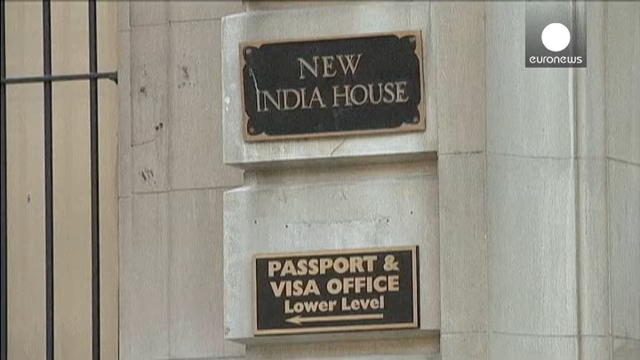 euronews
NEW
INDIA HOUSE
PASSPORT &
VISA OFFICE
Lower Level